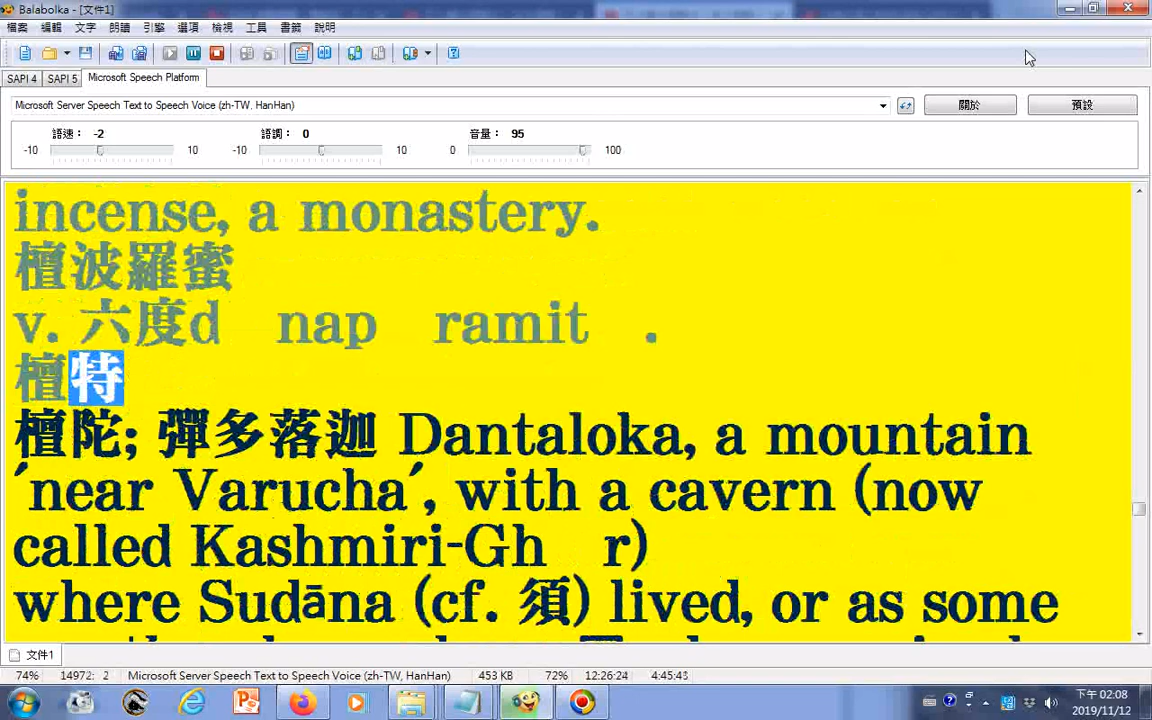 Balabolka - [文件1]
檔案 編輯 文字 朗讀 引擎 選項 檢視 工具 書籤 說明
SAPI 4 SAPI 5 Microsoft Speech Platform
Microsoft Server Speech Text to Speech Voice (zh-TW, HanHan) 關於 預設
語速： -2 語調： 0 音量： 95
-10 10 -10 10 0 100
incense, a monastery.
檀波羅蜜
v. 六度d nap ramit .
檀特
檀陀; 彈多落迦 Dantaloka, a mountain
´near Varucha´, with a cavern (now
called Kashmiri-Gh r)
where Sudāna (cf. 須) lived, or as some
文件1
74% 14972: 2 Microsoft Server Speech Text to Speech Voice (zh-TW, HanHan) 453 KB 72% 12:26:24 4:45:43
下午 02:08
2019/11/12